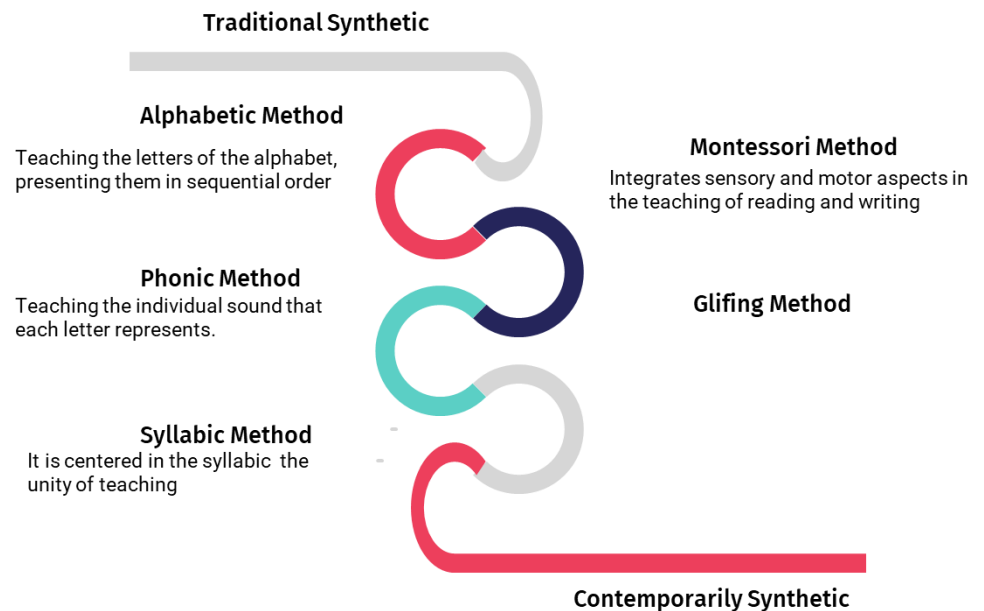 Traditional Synthetic
Alphabetic Method
Teaching the letters of the alphabet,
presenting them in sequential order
Phonic Method
Teaching the individual sound that
each letter represents.
Syllabic Method
It is centered in the syllabic  the
unity of teaching
Montessori Method
Integrates sensory and motor aspects in
the teaching of reading and writing
Glifing Method
Contemporarily Synthetic